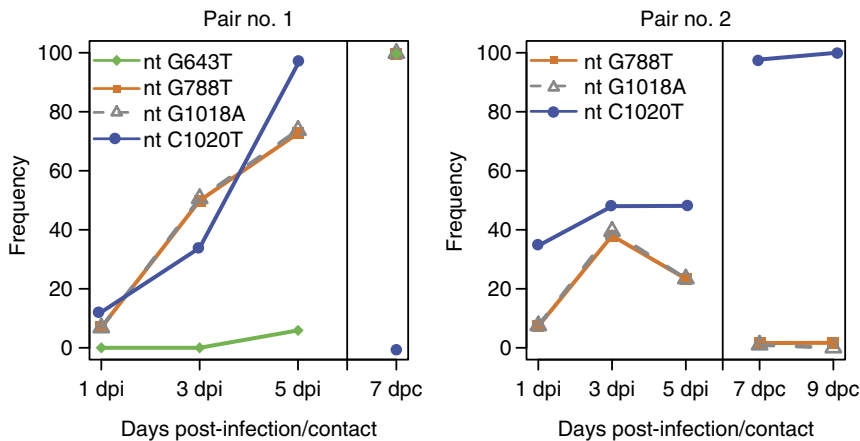 Pair no. 1
Frequency
100
80
60
40
20
0
nt G643T
nt G788T
nt G1018A
nt C1020T
1 dpi 3 dpi 5 dpi 7 dpc
Days post-infection/contact
Pair no. 2
Frequency
100
80
60
40
20
0
nt G788T
nt G1018A
nt C1020T
1 dpi 3 dpi 5 dpi 7 dpc 9 dpc
Days post-infection/contact